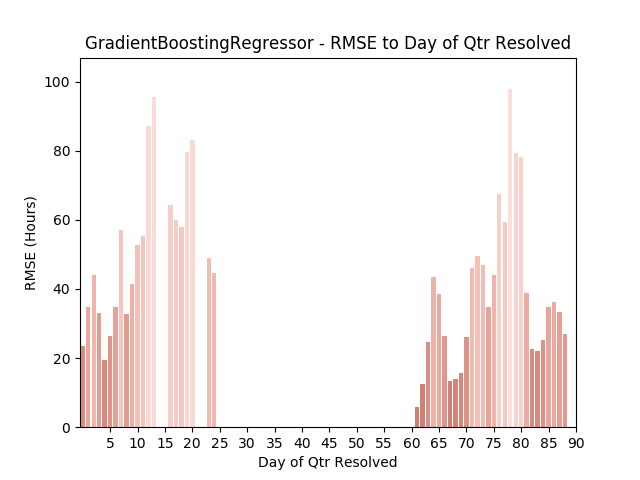 GradientBoostingRegressor - RMSE to Day of Qtr Resolved
100
80
60
40
20
0
RMSE (Hours)
5 10 15 20 25 30 35 40 45 50 55 60 65 70 75 80 85 90
Day of Qtr Resolved